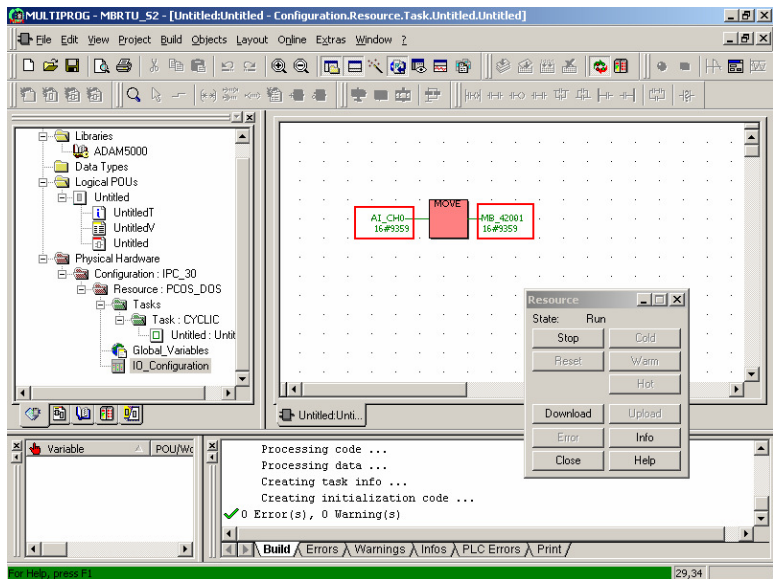 MULTIPROG - MBRTU_S2 - [Untitled:Untitled - Configuration.Resource.Task.Untitled.Untitled]
File Edit View Project Build Objects Layout Online Extras Window ?
Libraries
ADAM5000
Data Types
Logical POUs
Untitled
UntitledT
UntitledV
Untitled
Physical Hardware
Configuration : IPC_30
Resource : PCOS_DOS
Tasks
Task : CYCLIC
Untitled : Untit
Global_Variables
IO_Configuration
MOVE
AI_CH0 MB_42001
16#9359 16#9359
Untitled:Unti...
Resource
State: Run
Stop Cold
Reset Warm
Hot
Download Upload
Error Info
Close Help
Variable POU/Wo
Processing code ...
Processing data ...
Creating task info ...
Creating initialization code ...
0 Error(s), 0 Warning(s)
Build Errors Warnings Infos PLC Errors Print
For Help, press F1
29,34